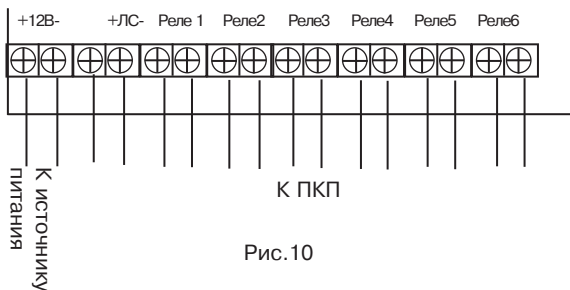 +12В- +ЛС- Реле 1 Реле2 Реле3 Реле4 Реле5 Реле6
К источнику
питания
К ПКП
Рис.10